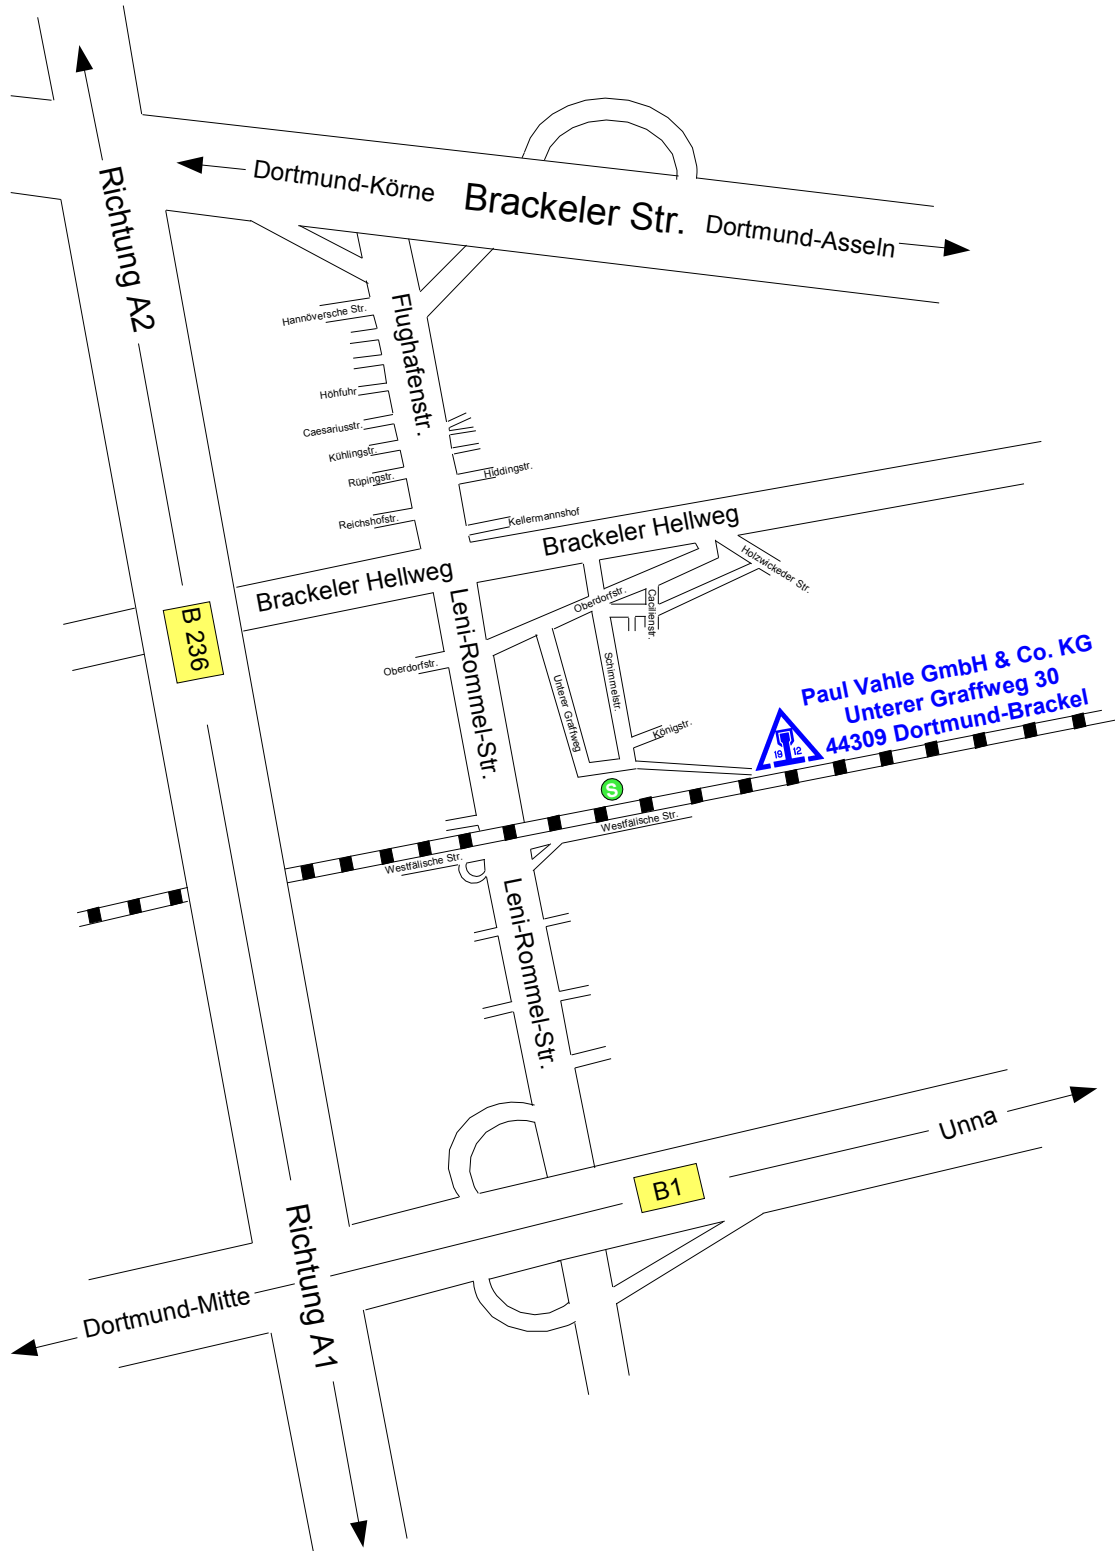 Richtung A2
Dortmund-Körne
Brackeler Str.
Dortmund-Asseln
Flughafenstr.
Hannöversche Str.
Höhfuhr
Caesariusstr.
Kühlingstr.
Rüpingstr.
Reichshofstr.
Hiddingstr.
Kellermannshof
Brackeler Hellweg
Brackeler Hellweg
Holzwickeder Str.
B 236
Leni-Rommel-Str.
Oberdorfstr.
Cacilienstr.
Oberdorfstr.
Schimmelstr.
Unterer Graffweg
Königstr.
Paul Vahle GmbH & Co. KG
Unterer Graffweg 30
44309 Dortmund-Brackel
19 12
S
Westfälische Str.
Westfälische Str.
Leni-Rommel-Str.
Unna
B1
Richtung A1
Dortmund-Mitte